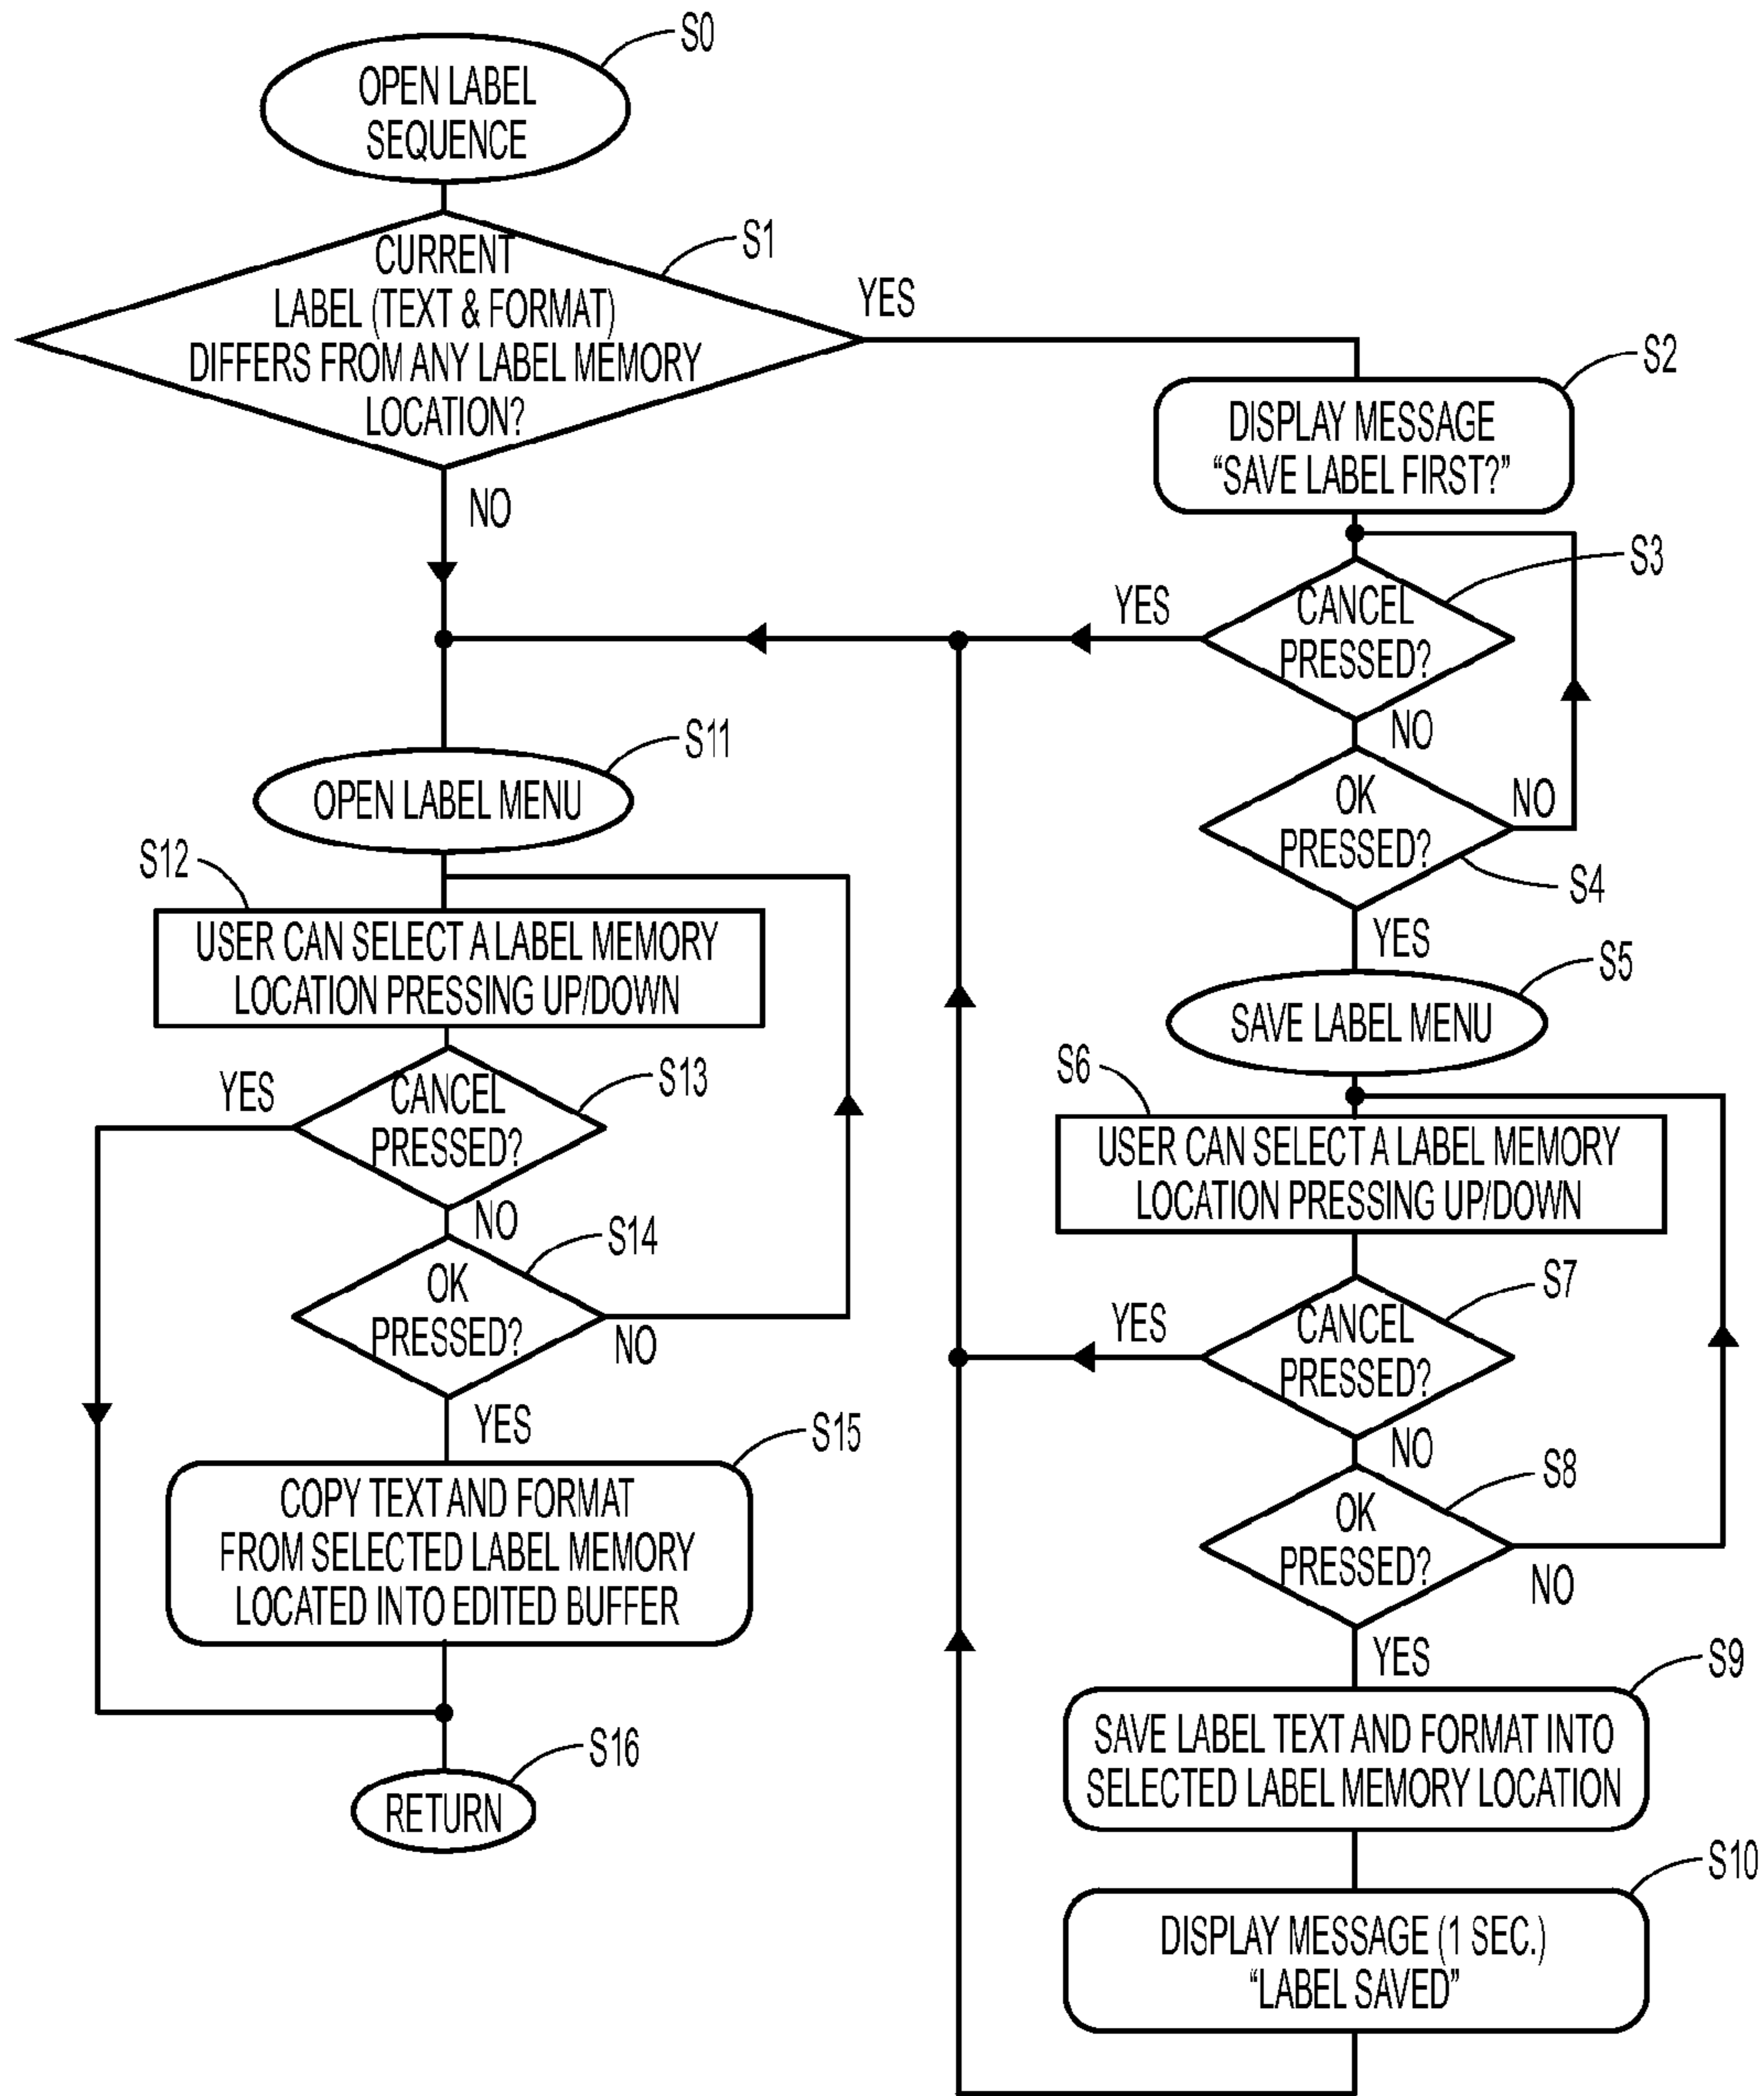 S0
OPEN LABEL
SEQUENCE
S1
CURRENT
LABEL (TEXT & FORMAT)
DIFFERS FROM ANY LABEL MEMORY
LOCATION?
YES
NO
S2
DISPLAY MESSAGE
“SAVE LABEL FIRST?”
S3
CANCEL
PRESSED?
YES
NO
S4
OK
PRESSED?
NO
YES
S5
SAVE LABEL MENU
S6
USER CAN SELECT A LABEL MEMORY
LOCATION PRESSING UP/DOWN
S7
CANCEL
PRESSED?
YES
NO
S8
OK
PRESSED?
NO
YES
S9
SAVE LABEL TEXT AND FORMAT INTO
SELECTED LABEL MEMORY LOCATION
S10
DISPLAY MESSAGE (1 SEC.)
“LABEL SAVED”
S11
OPEN LABEL MENU
S12
USER CAN SELECT A LABEL MEMORY
LOCATION PRESSING UP/DOWN
S13
CANCEL
PRESSED?
YES
NO
S14
OK
PRESSED?
NO
YES
S15
COPY TEXT AND FORMAT
FROM SELECTED LABEL MEMORY
LOCATED INTO EDITED BUFFER
S16
RETURN